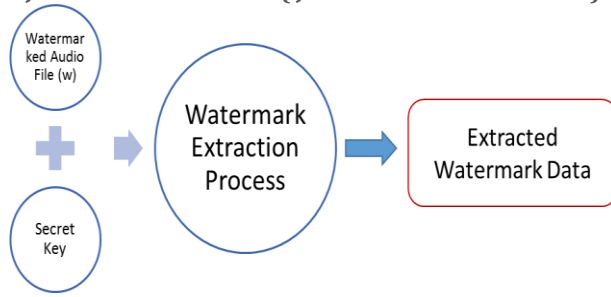 Watermar
ked Audio
File (w)
Secret
Key
Watermark
Extraction
Process
Extracted
Watermark Data